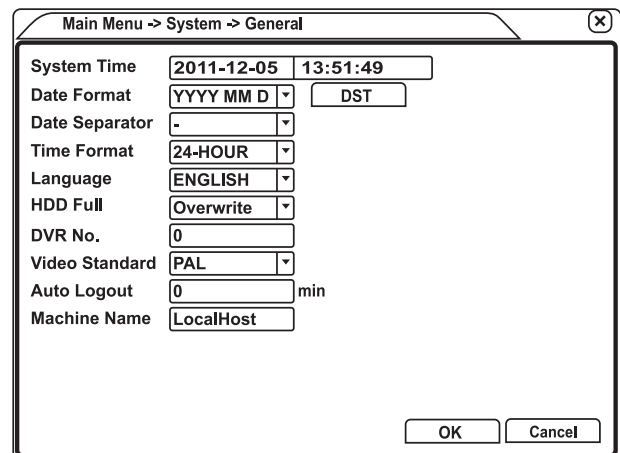 Main Menu -> System -> General
System Time 2011-12-05 13:51:49
Date Format YYYY MM D DST
Date Separator -
Time Format 24-HOUR
Language ENGLISH
HDD Full Overwrite
DVR No. 0
Video Standard PAL
Auto Logout 0 min
Machine Name LocalHost
OK Cancel